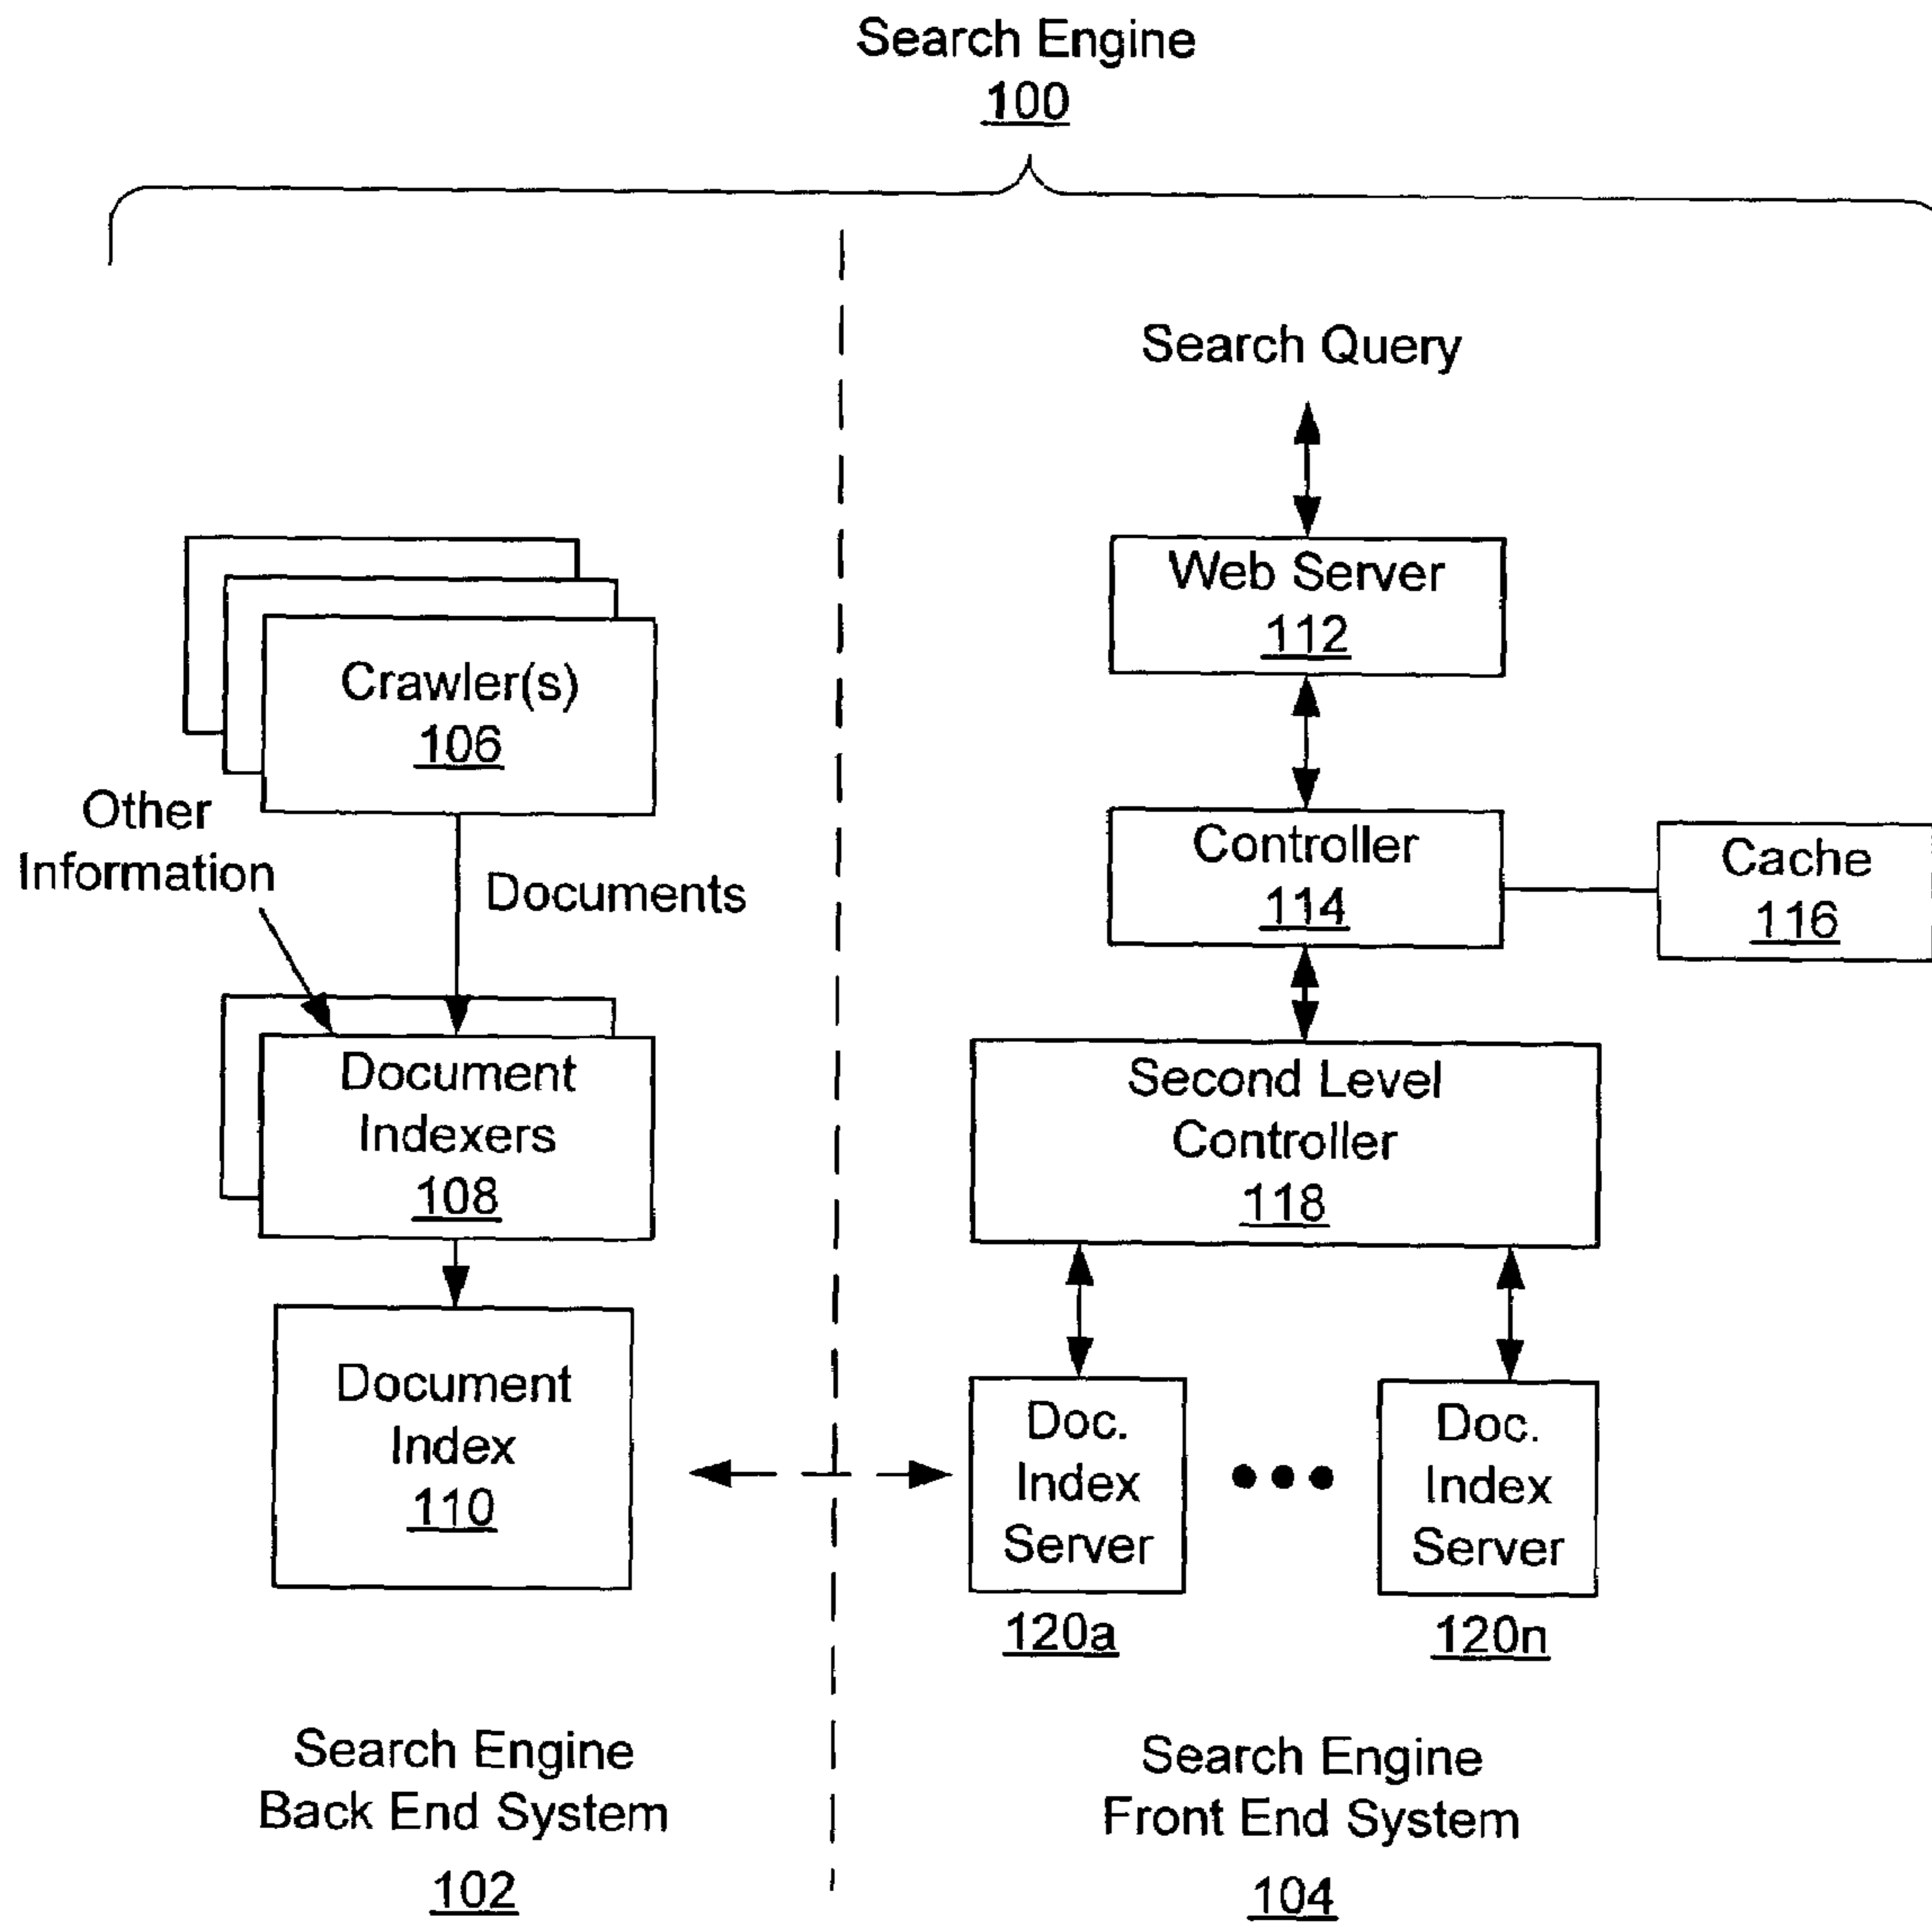 Search Engine
100
Search Query
Web Server
112
Crawler(s)
106
Other
Information
Documents
Controller
114
Cache
116
Document
Indexers
108
Second Level
Controller
118
Document
Index
110
Doc.
Index
Server
120a
Doc.
Index
Server
120n
Search Engine
Back End System
102
Search Engine
Front End System
104